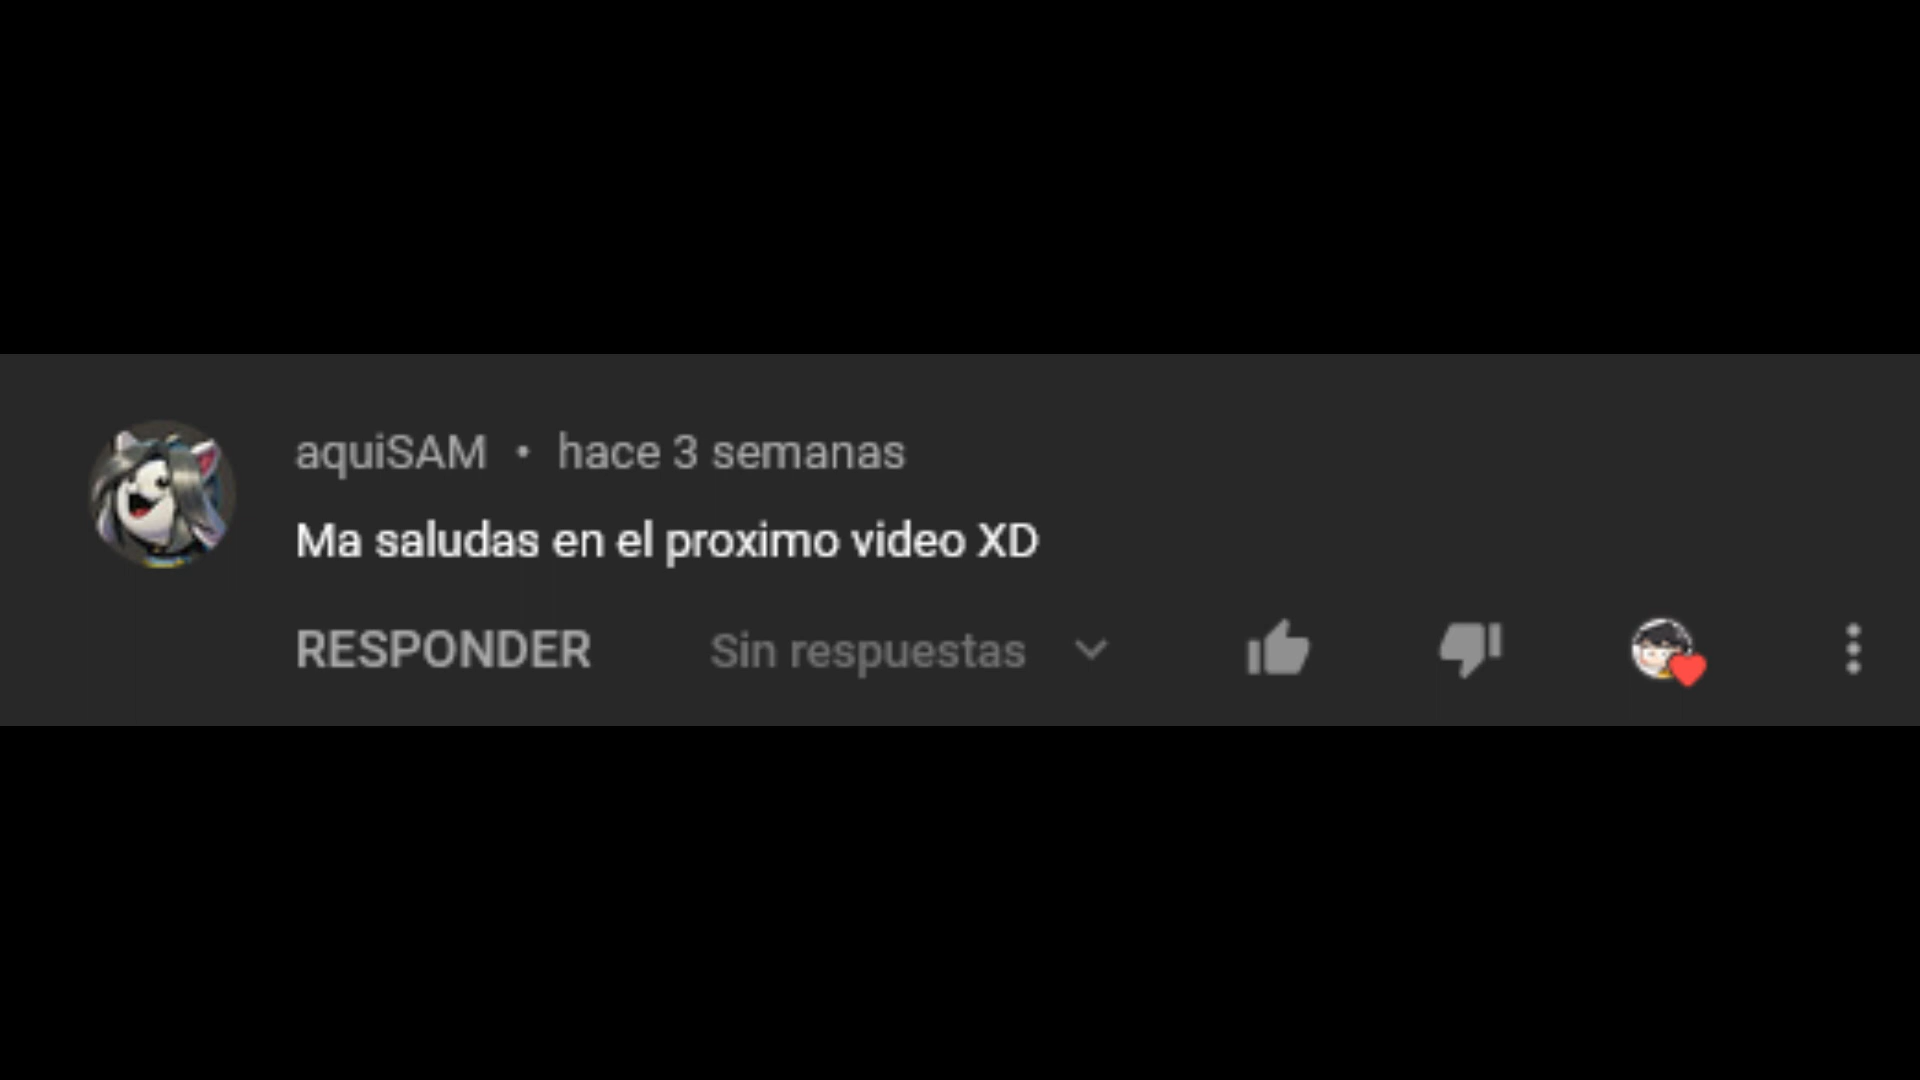 aquiSAM • hace 3 semanas
Ma saludas en el proximo video XD
RESPONDER Sin respuestas